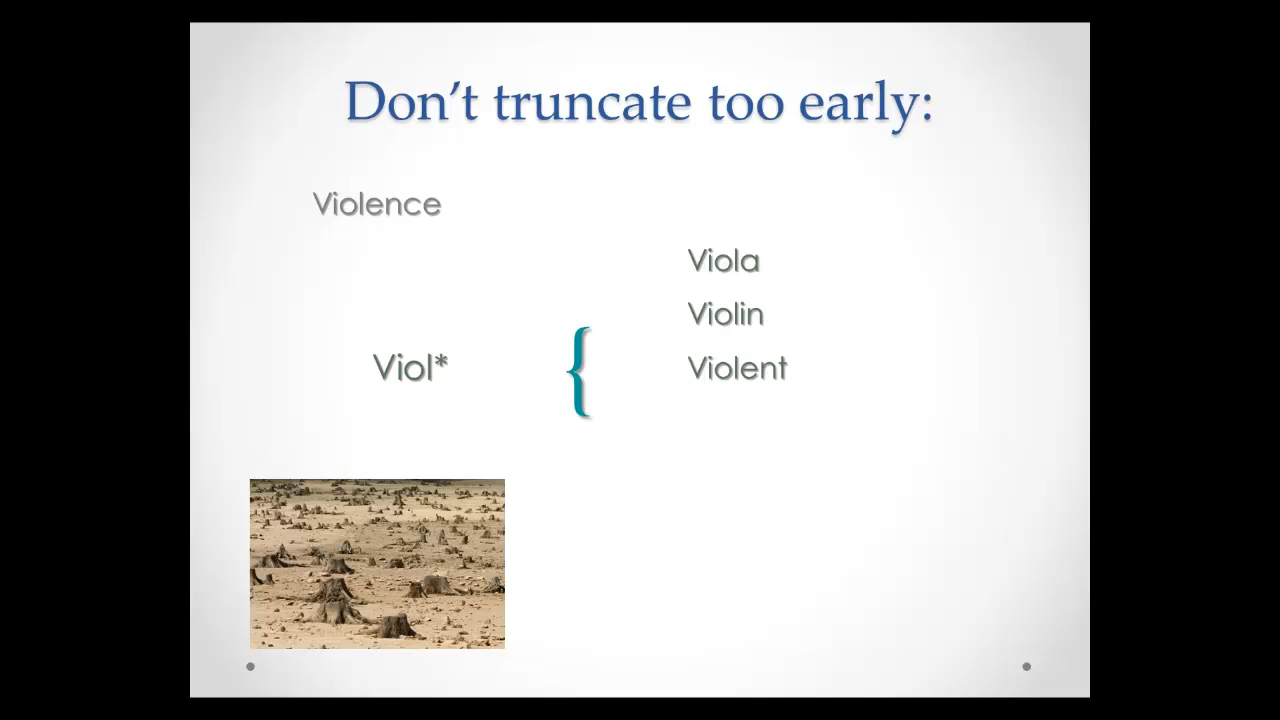 Don't truncate too early:
Violence
Viola
Violin
Viol* {
Violent